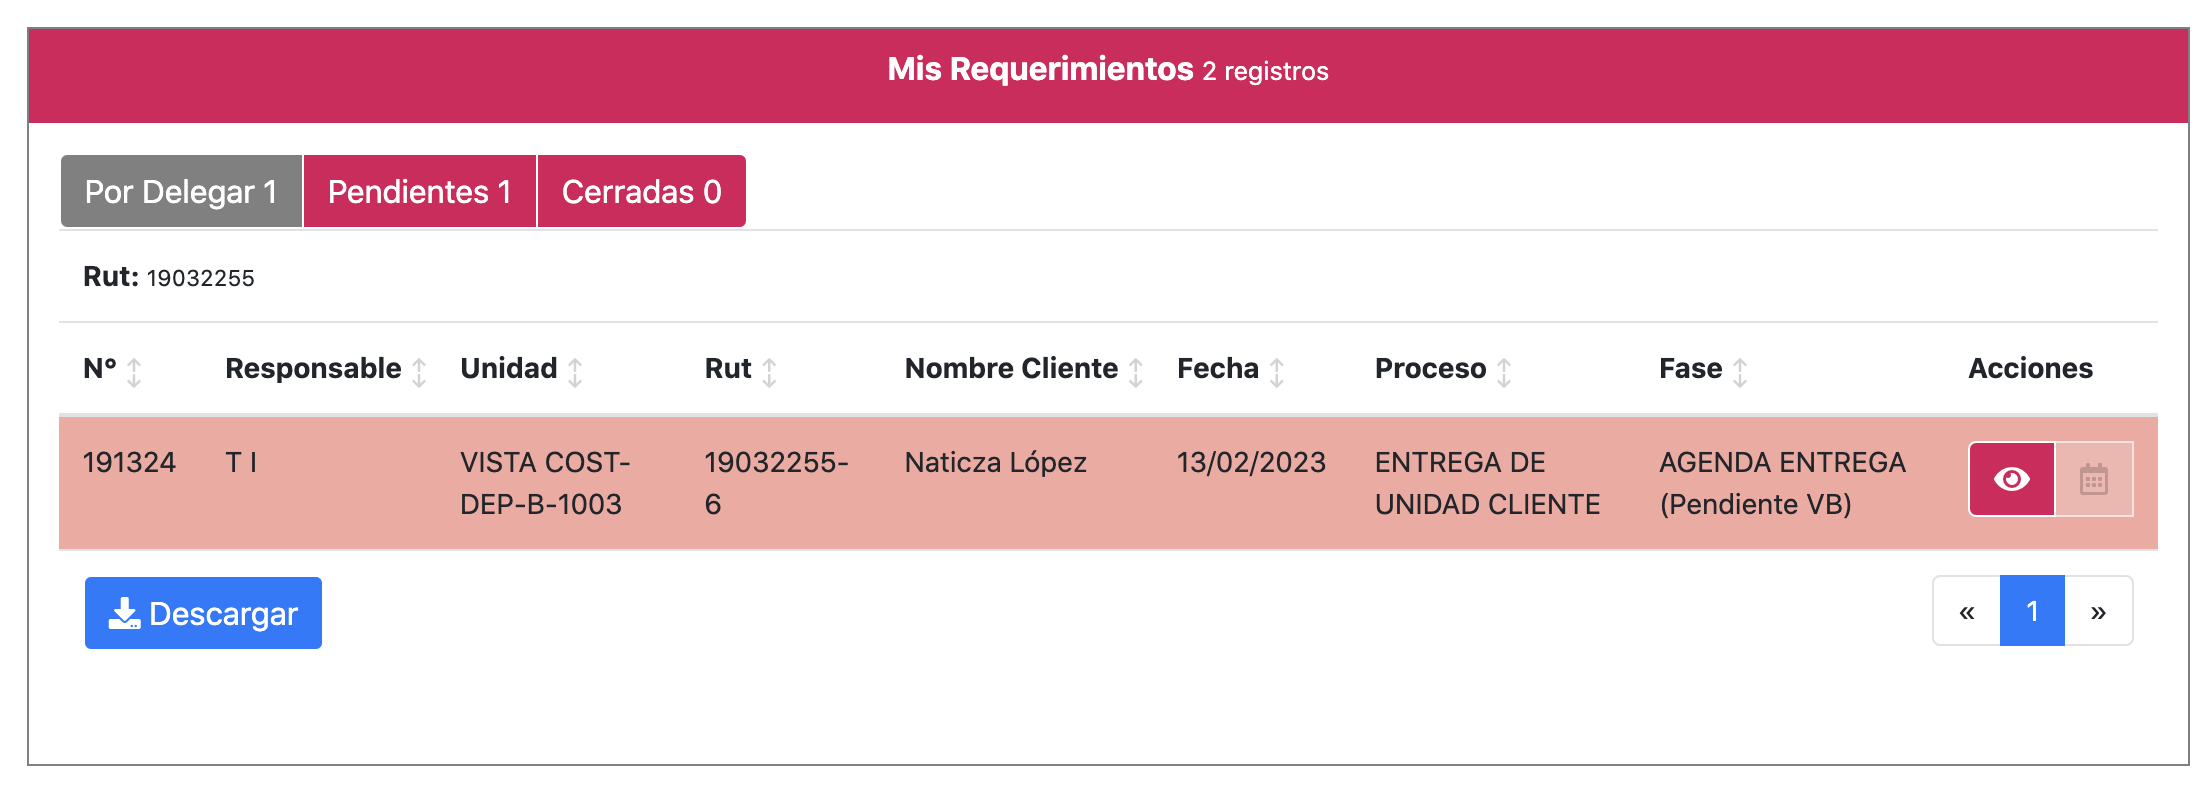 Mis Requerimientos 2 registros
Por Delegar 1 Pendientes 1 Cerradas 0
Rut: 19032255
Nº Responsable Unidad Rut Nombre Cliente Fecha Proceso Fase Acciones
191324 T I VISTA COST- 19032255- Naticza López 13/02/2023 ENTREGA DE AGENDA ENTREGA
DEP-B-1003 6 UNIDAD CLIENTE (Pendiente VB)
Descargar « 1 »